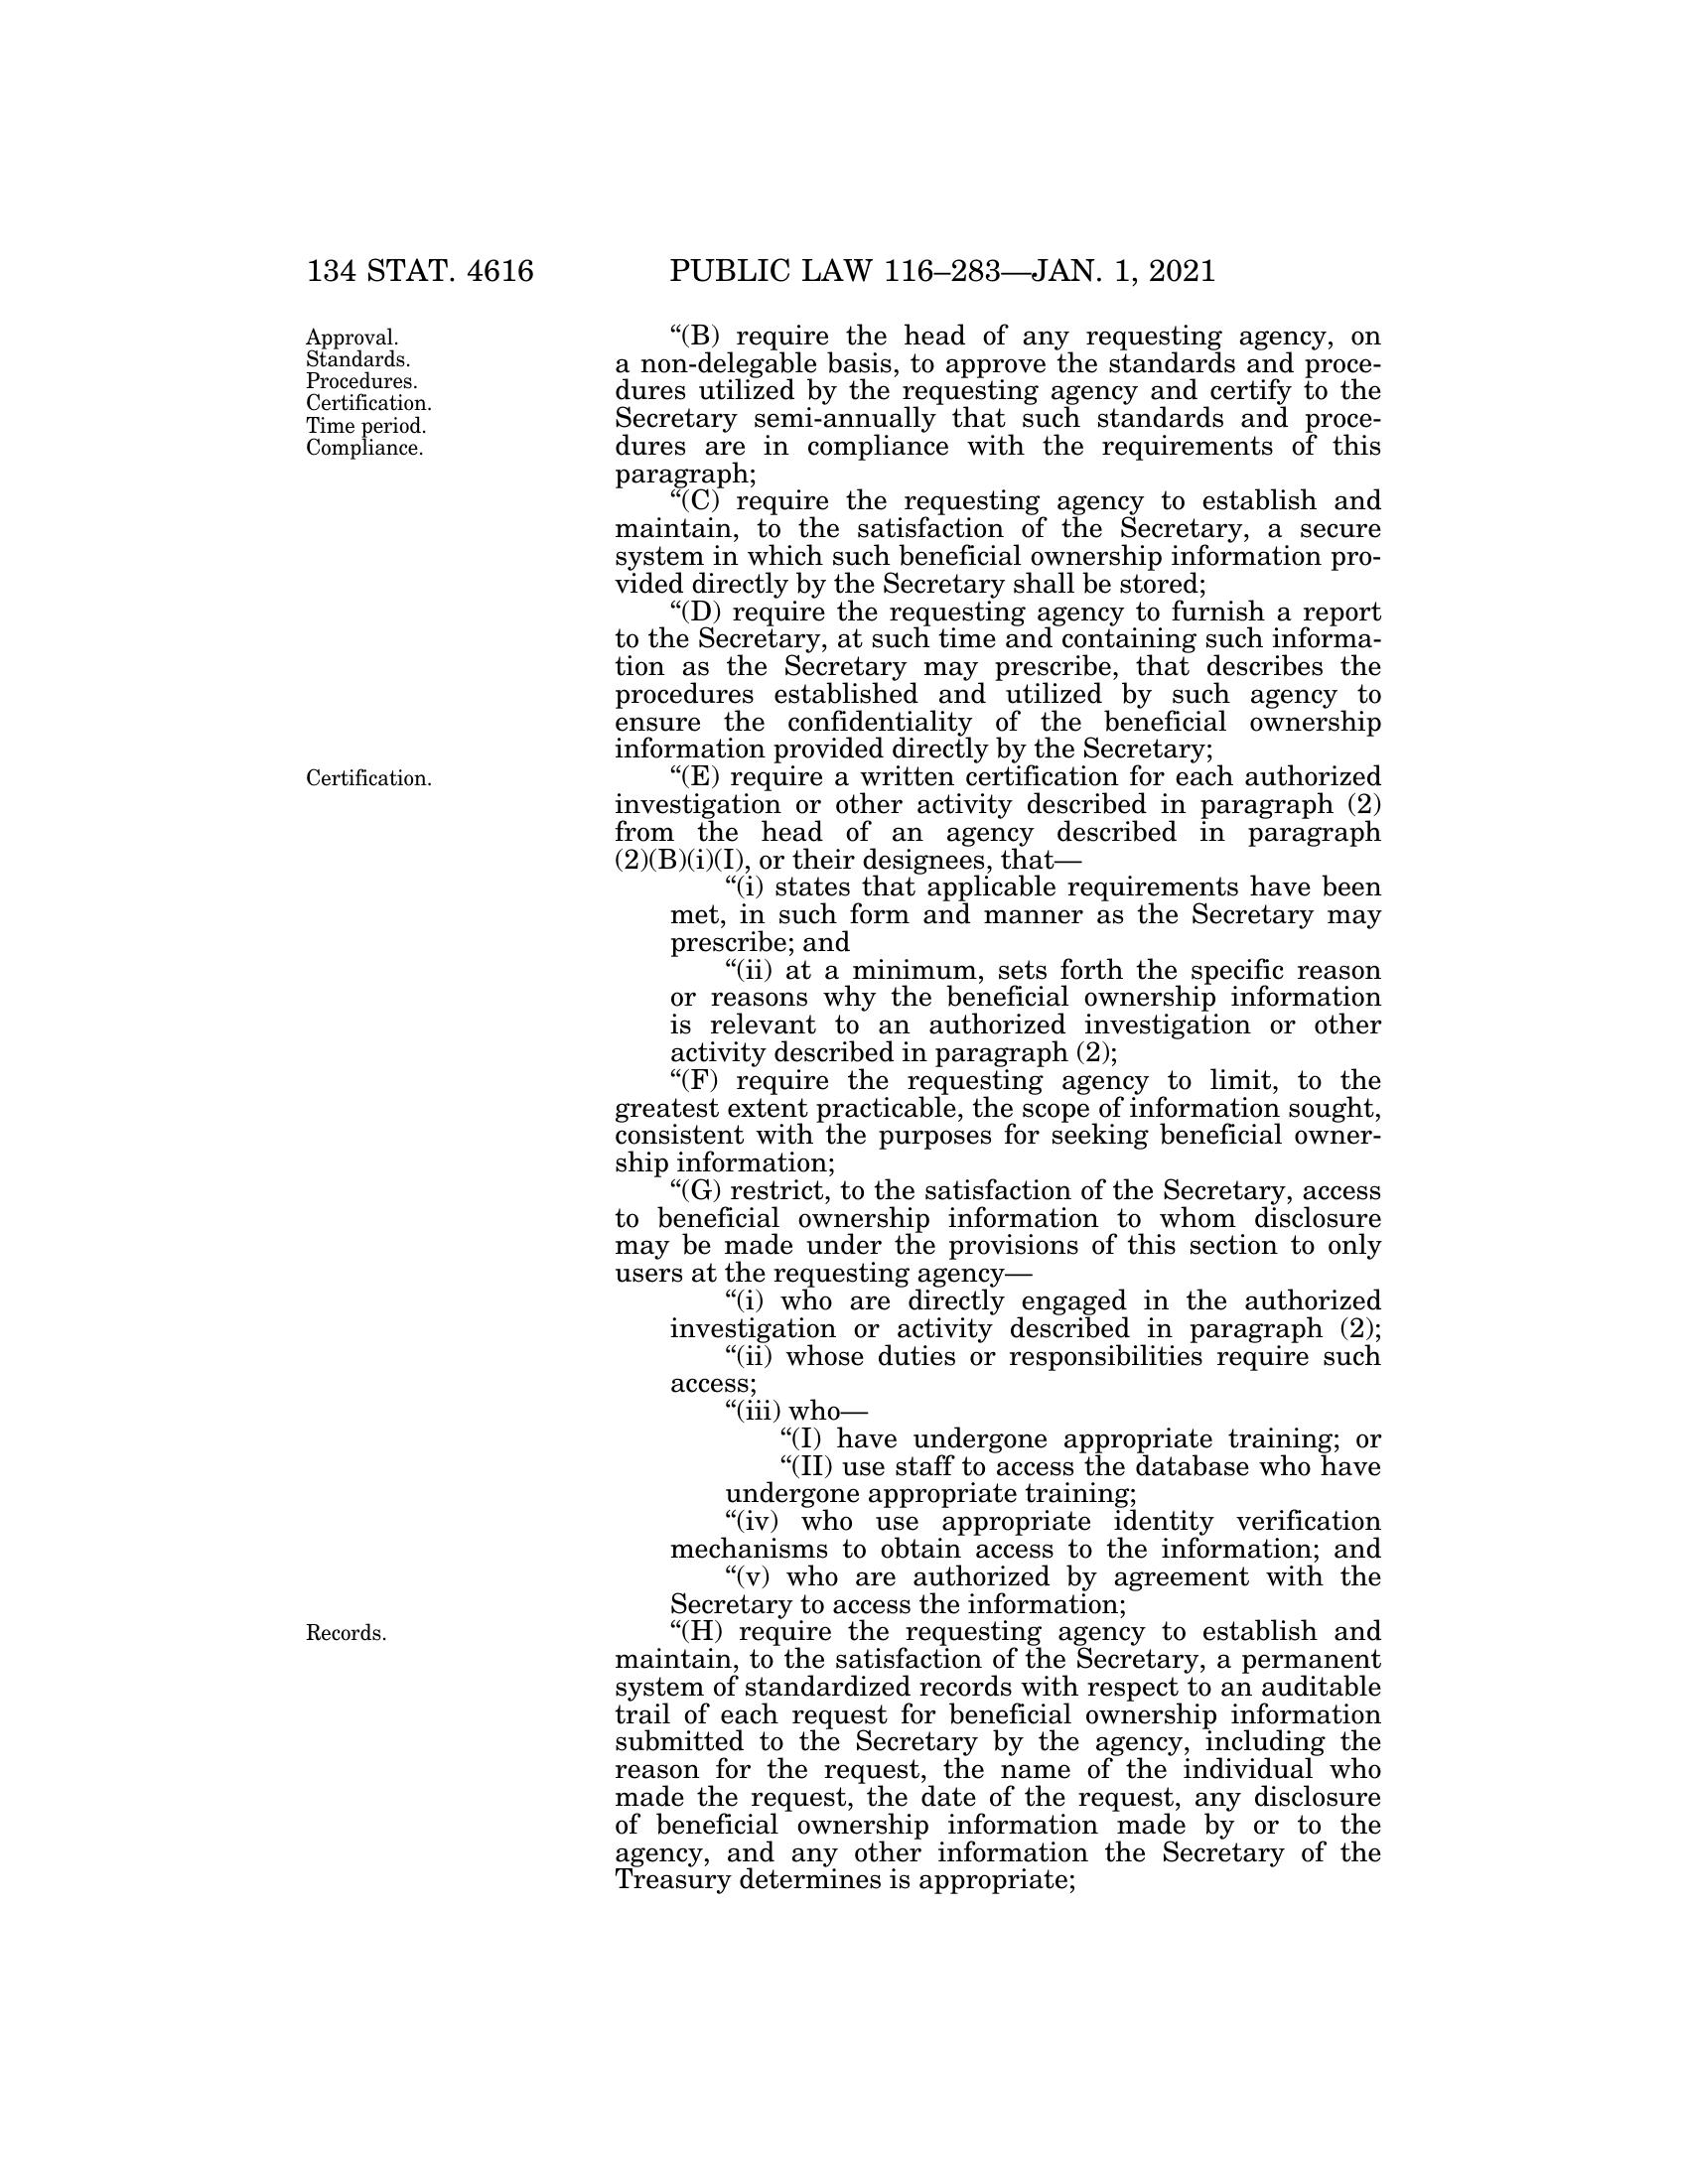 134 STAT. 4616
PUBLIC LAW 116–283—JAN. 1, 2021
Approval.
Standards.
Procedures.
Certification.
Time period.
Compliance.
“(B) require the head of any requesting agency, on
a non-delegable basis, to approve the standards and proce-
dures utilized by the requesting agency and certify to the
Secretary semi-annually that such standards and proce-
dures are in compliance with the requirements of this
paragraph;
“(C) require the requesting agency to establish and
maintain, to the satisfaction of the Secretary, a secure
system in which such beneficial ownership information pro-
vided directly by the Secretary shall be stored;
“(D) require the requesting agency to furnish a report
to the Secretary, at such time and containing such informa-
tion as the Secretary may prescribe, that describes the
procedures established and utilized by such agency to
ensure the confidentiality of the beneficial ownership
information provided directly by the Secretary;
Certification.
“(E) require a written certification for each authorized
investigation or other activity described in paragraph (2)
from the head of an agency described in paragraph
(2)(B)(i)(I), or their designees, that—
“(i) states that applicable requirements have been
met, in such form and manner as the Secretary may
prescribe; and
“(ii) at a minimum, sets forth the specific reason
or reasons why the beneficial ownership information
is relevant to an authorized investigation or other
activity described in paragraph (2);
“(F) require the requesting agency to limit, to the
greatest extent practicable, the scope of information sought,
consistent with the purposes for seeking beneficial owner-
ship information;
“(G) restrict, to the satisfaction of the Secretary, access
to beneficial ownership information to whom disclosure
may be made under the provisions of this section to only
users at the requesting agency—
“(i) who are directly engaged in the authorized
investigation or activity described in paragraph (2);
“(ii) whose duties or responsibilities require such
access;
“(iii) who—
“(I) have undergone appropriate training; or
“(II) use staff to access the database who have
undergone appropriate training;
“(iv) who use appropriate identity verification
mechanisms to obtain access to the information; and
“(v) who are authorized by agreement with the
Secretary to access the information;
Records.
“(H) require the requesting agency to establish and
maintain, to the satisfaction of the Secretary, a permanent
system of standardized records with respect to an auditable
trail of each request for beneficial ownership information
submitted to the Secretary by the agency, including the
reason for the request, the name of the individual who
made the request, the date of the request, any disclosure
of beneficial ownership information made by or to the
agency, and any other information the Secretary of the
Treasury determines is appropriate;